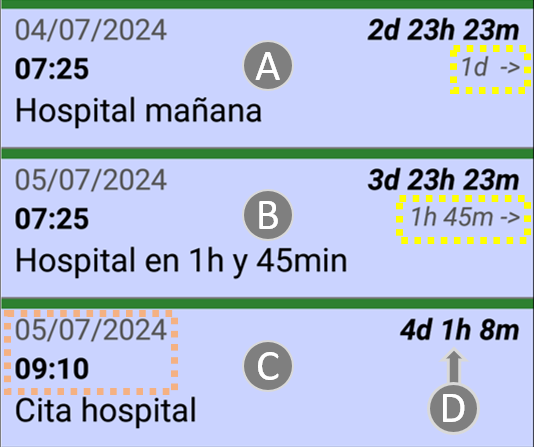 04/07/2024 2d 23h 23m
07:25 A 1d ->
Hospital mañana
05/07/2024 3d 23h 23m
07:25 B 1h 45m ->
Hospital en 1h y 45min
05/07/2024 4d 1h 8m
09:10 C
Cita hospital D